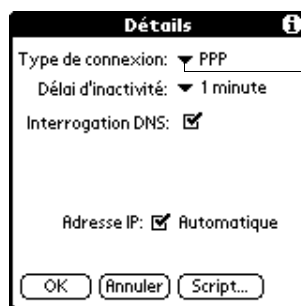 Détails
Type de connexion: PPP
Délai d'inactivité: 1 minute
Interrogation DNS:
Adresse IP: Automatique
OK Annuler Script...